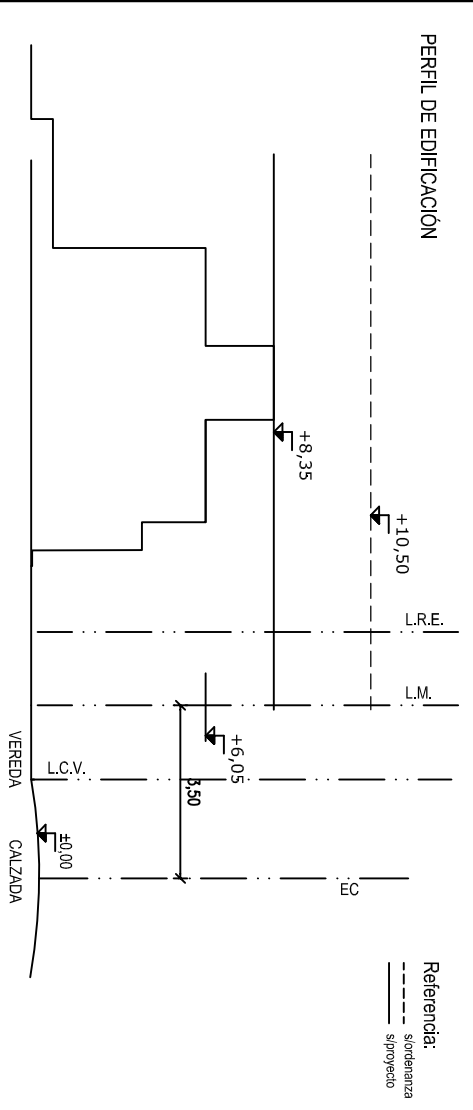 PERFIL DE EDIFICACIÓN
+10,50
+8,35
+6,05
L.R.E.
L.M.
L.C.V.
3,50
±0,00
EC
VEREDA
CALZADA
Referencia:
s/ordenanza
s/proyecto